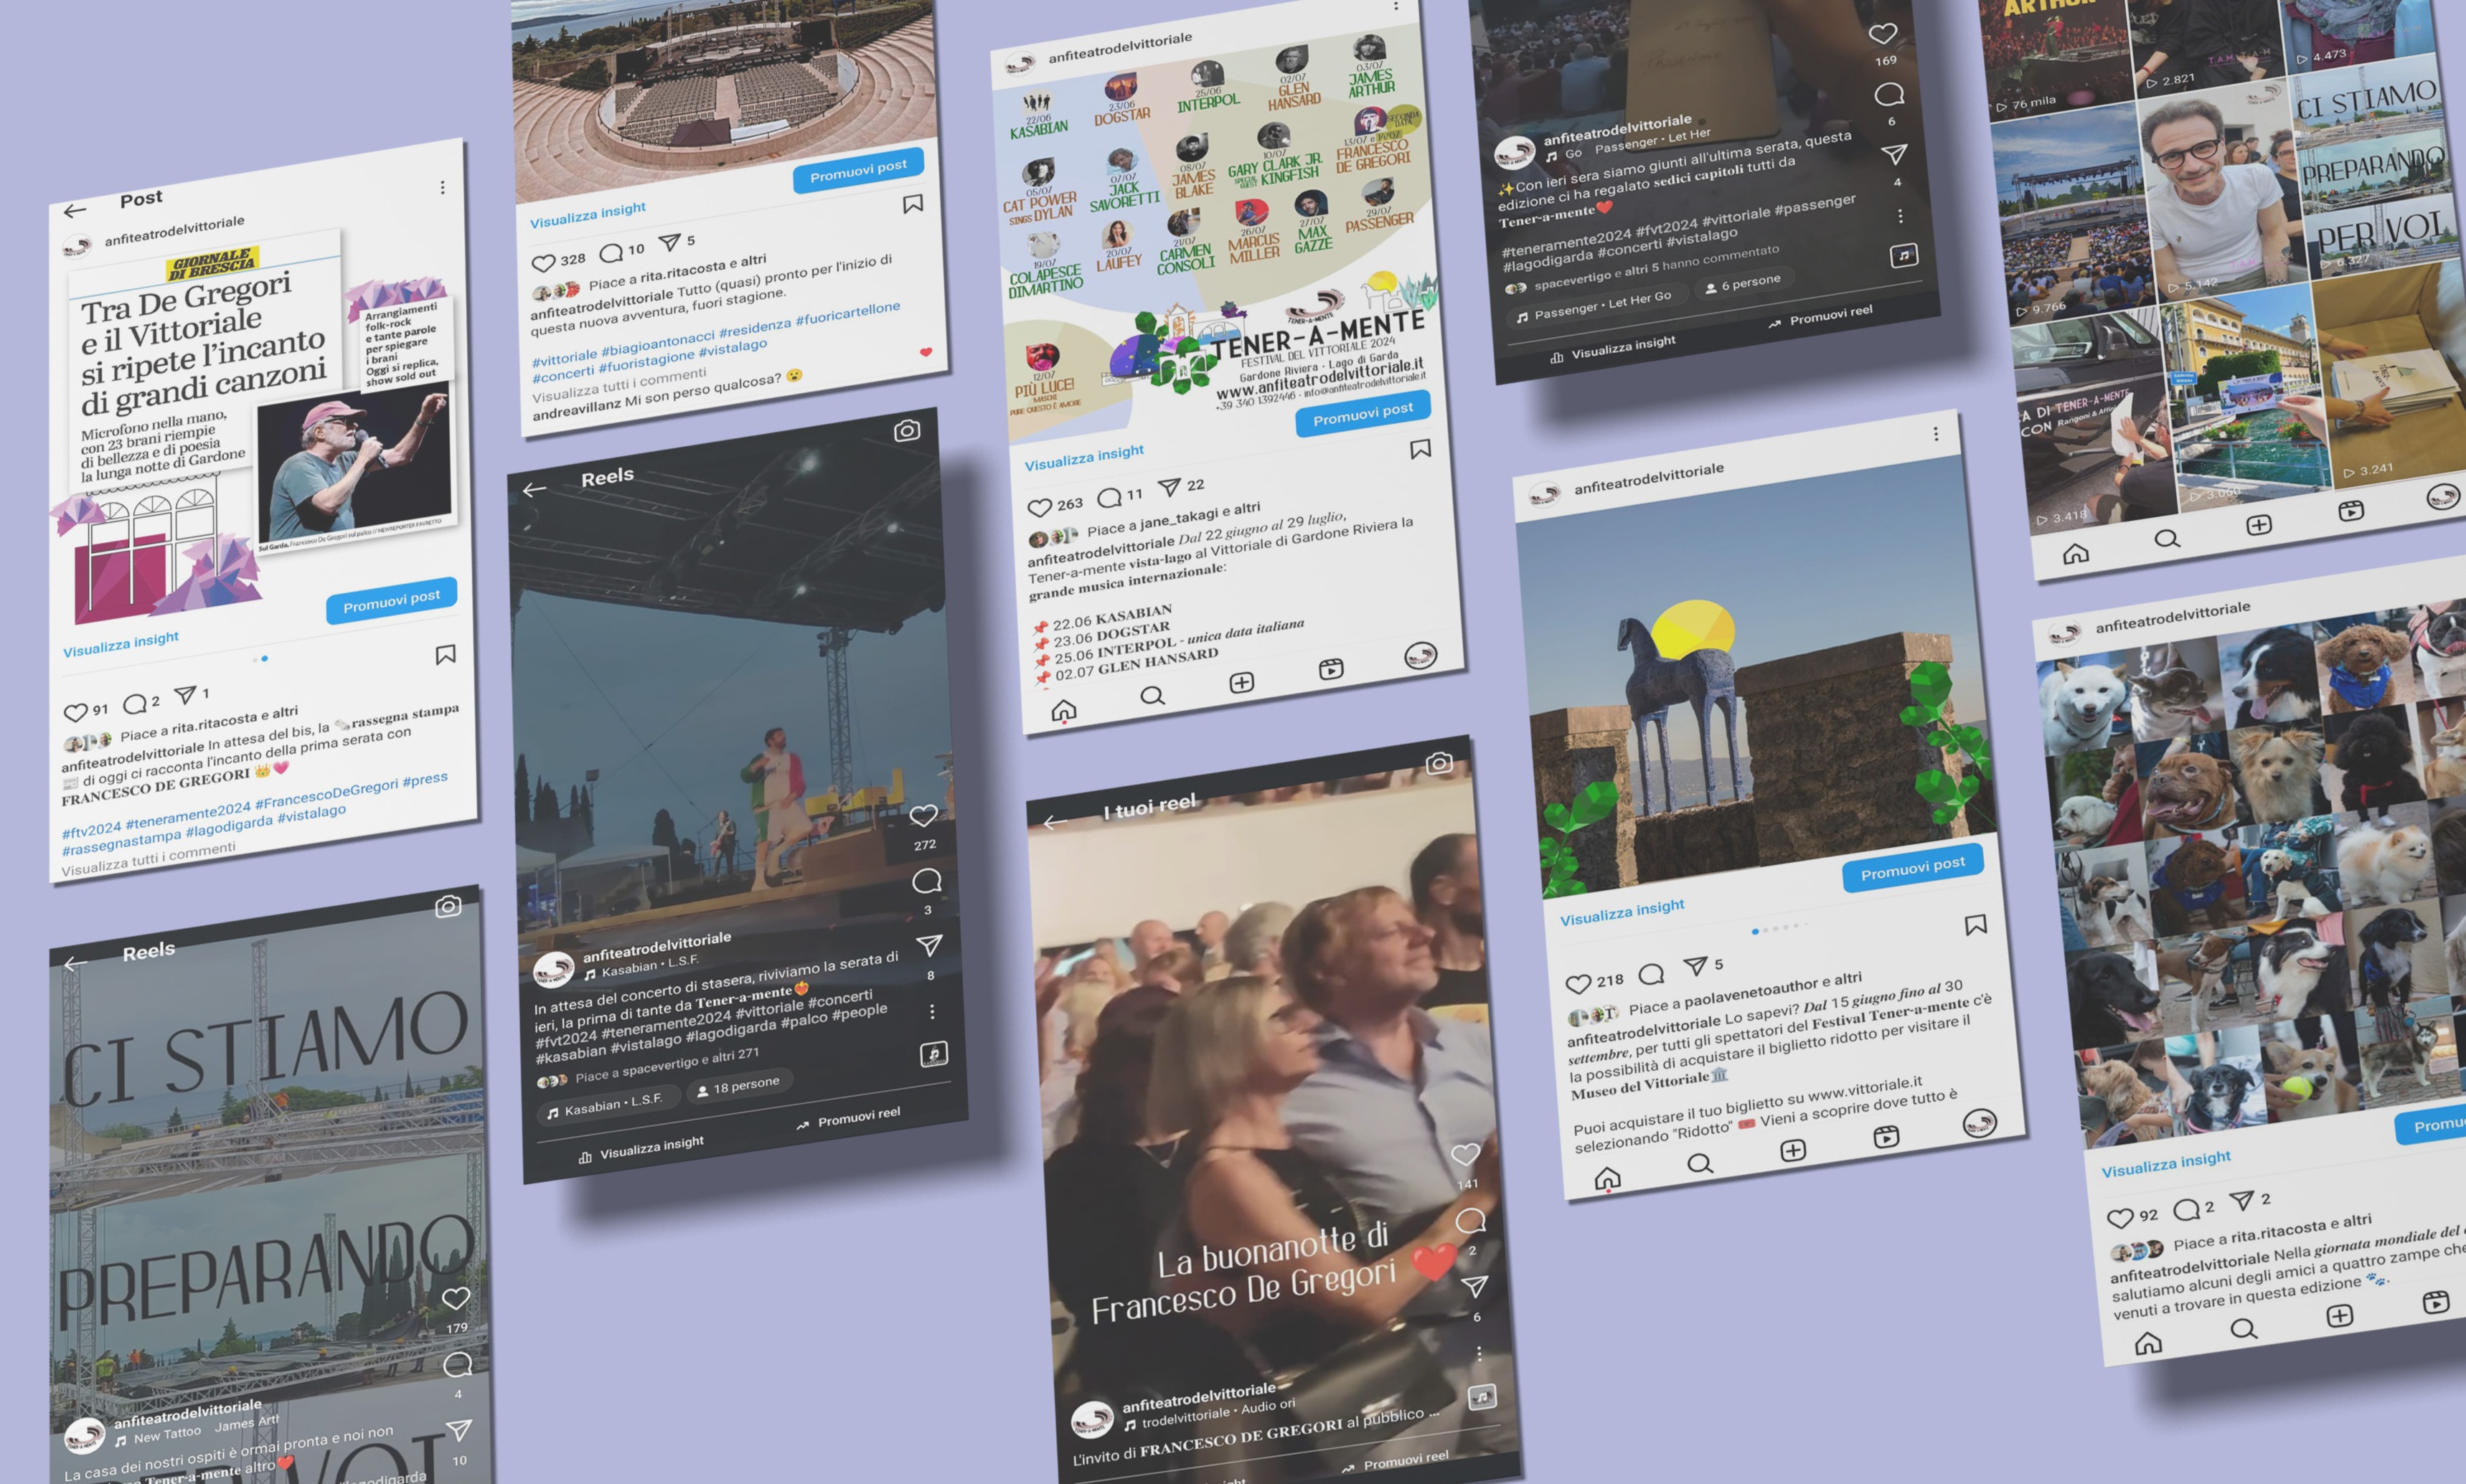 Post
anfiteatrodelvittoriale
GIORNALE
DI BRESCIA
Tra De Gregori
e il Vittoriale
si ripete l'incanto
di grandi canzoni
Microfono nella mano,
con 23 brani riempie
di bellezza e di poesia
la lunga notte di Gardone
Arrangiamenti
folk-rock
e tante parole
per spiegare
i brani
Oggi si replica,
show sold out
Sul Garda. Francesco De Gregori sul palco // NEWREPORTER FAVRETTO
Promuovi post
Visualizza insight
91 2 1
Piace a rita.ritacosta e altri
anfiteatrodelvittoriale In attesa del bis, la 🗞️ rassegna stampa
📰 di oggi ci racconta l'incanto della prima serata con
FRANCESCO DE GREGORI 👑💗
#ftv2024 #teneramente2024 #FrancescoDeGregori #press
#rassegnastampa #lagodigarda #vistalago
Visualizza tutti i commenti
Reels
CI STIAMO
PREPARANDO
179
4
anfiteatrodelvittoriale
New Tattoo James Art
10
La casa dei nostri ospiti è ormai pronta e noi non
Tener-a-mente altro ❤️
VOI
Promuovi post
Visualizza insight
328 10 5
Piace a rita.ritacosta e altri
anfiteatrodelvittoriale Tutto (quasi) pronto per l'inizio di
questa nuova avventura, fuori stagione.
#vittoriale #biagioantonacci #residenza #fuoricartellone
#concerti #fuoristagione #vistalago
Visualizza tutti i commenti
andreavillanz Mi son perso qualcosa? 😮
Reels
272
3
anfiteatrodelvittoriale
Kasabian • L.S.F.
8
In attesa del concerto di stasera, riviviamo la serata di
ieri, la prima di tante da Tener-a-mente ❤️‍🔥
#fvt2024 #teneramente2024 #vittoriale #concerti
#kasabian #vistalago #lagodigarda #palco #people
Piace a spacevertigo e altri 271
Kasabian • L.S.F. 18 persone
Visualizza insight Promuovi reel
anfiteatrodelvittoriale
22/06
KASABIAN
23/06
DOGSTAR
25/06
INTERPOL
02/07
GLEN
HANSARD
03/07
JAMES
ARTHUR
05/07
CAT POWER
SINGS DYLAN
07/07
JACK
SAVORETTI
08/07
JAMES
BLAKE
10/07
GARY CLARK JR.
SPECIAL GUEST KINGFISH
SECONDA DATA
13/07 e 14/07
FRANCESCO
DE GREGORI
19/07
COLAPESCE
DIMARTINO
20/07
LAUFEY
21/07
CARMEN
CONSOLI
26/07
MARCUS
MILLER
27/07
MAX
GAZZÈ
29/07
PASSENGER
12/07
PIÙ LUCE!
MASCHI
PURE QUESTO È AMORE
TENER-A-MENTE
TENER-A-MENTE
FESTIVAL DEL VITTORIALE 2024
Gardone Riviera - Lago di Garda
www.anfiteatrodelvittoriale.it
+39 340 1392446 - info@anfiteatrodelvittoriale.it
Promuovi post
Visualizza insight
263 11 22
Piace a jane_takagi e altri
anfiteatrodelvittoriale Dal 22 giugno al 29 luglio,
Tener-a-mente vista-lago al Vittoriale di Gardone Riviera la
grande musica internazionale:
📌 22.06 KASABIAN
📌 23.06 DOGSTAR
📌 25.06 INTERPOL - unica data italiana
📌 02.07 GLEN HANSARD
I tuoi reel
141
La buonanotte di
Francesco De Gregori ❤️
2
6
anfiteatrodelvittoriale
trodelvittoriale • Audio ori
L'invito di FRANCESCO DE GREGORI al pubblico ...
Promuovi reel
169
anfiteatrodelvittoriale
Go Passenger • Let Her
6
✨Con ieri sera siamo giunti all'ultima serata, questa
edizione ci ha regalato sedici capitoli tutti da
Tener-a-mente❤️
4
#teneramente2024 #fvt2024 #vittoriale #passenger
#lagodigarda #concerti #vistalago
spacevertigo e altri 5 hanno commentato
Passenger • Let Her Go 6 persone
Visualizza insight Promuovi reel
anfiteatrodelvittoriale
Promuovi post
Visualizza insight
218 5
Piace a paolavenetoauthor e altri
anfiteatrodelvittoriale Lo sapevi? Dal 15 giugno fino al 30
settembre, per tutti gli spettatori del Festival Tener-a-mente c'è
la possibilità di acquistare il biglietto ridotto per visitare il
Museo del Vittoriale🏛️
Puoi acquistare il tuo biglietto su www.vittoriale.it
selezionando "Ridotto" 🎟️ Vieni a scoprire dove tutto è
ARTHUR
76 mila
2.821
4.473
9.766
5.142
CI STIAMO
PREPARANDO
PER VOI
6.327
A DI TENER-A-MENTE
CON Rangoni & Affini
3.418
3.060
3.241
anfiteatrodelvittoriale
Promu
Visualizza insight
92 2 2
Piace a rita.ritacosta e altri
anfiteatrodelvittoriale Nella giornata mondiale del
salutiamo alcuni degli amici a quattro zampe che
venuti a trovare in questa edizione 🐾.